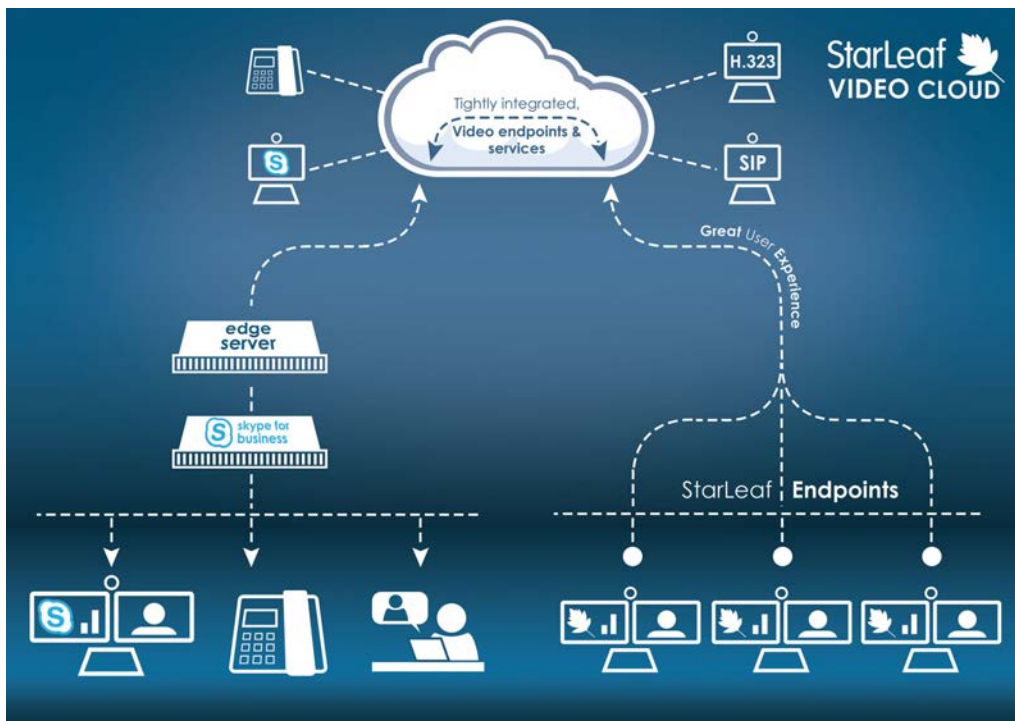 StarLeaf
VIDEO CLOUD
H.323
Tightly integrated,
Video endpoints &
services
S
SIP
Great User Experience
edge
server
S skype for
business
StarLeaf Endpoints
S